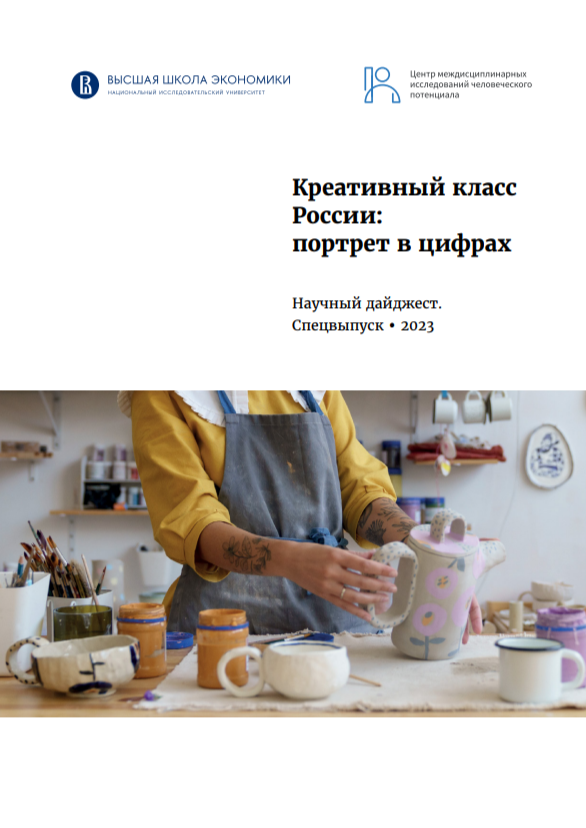 ВЫСШАЯ ШКОЛА ЭКОНОМИКИ
НАЦИОНАЛЬНЫЙ ИССЛЕДОВАТЕЛЬСКИЙ УНИВЕРСИТЕТ
Центр междисциплинарных
исследований человеческого
потенциала
Креативный класс
России:
портрет в цифрах
Научный дайджест.
Спецвыпуск • 2023